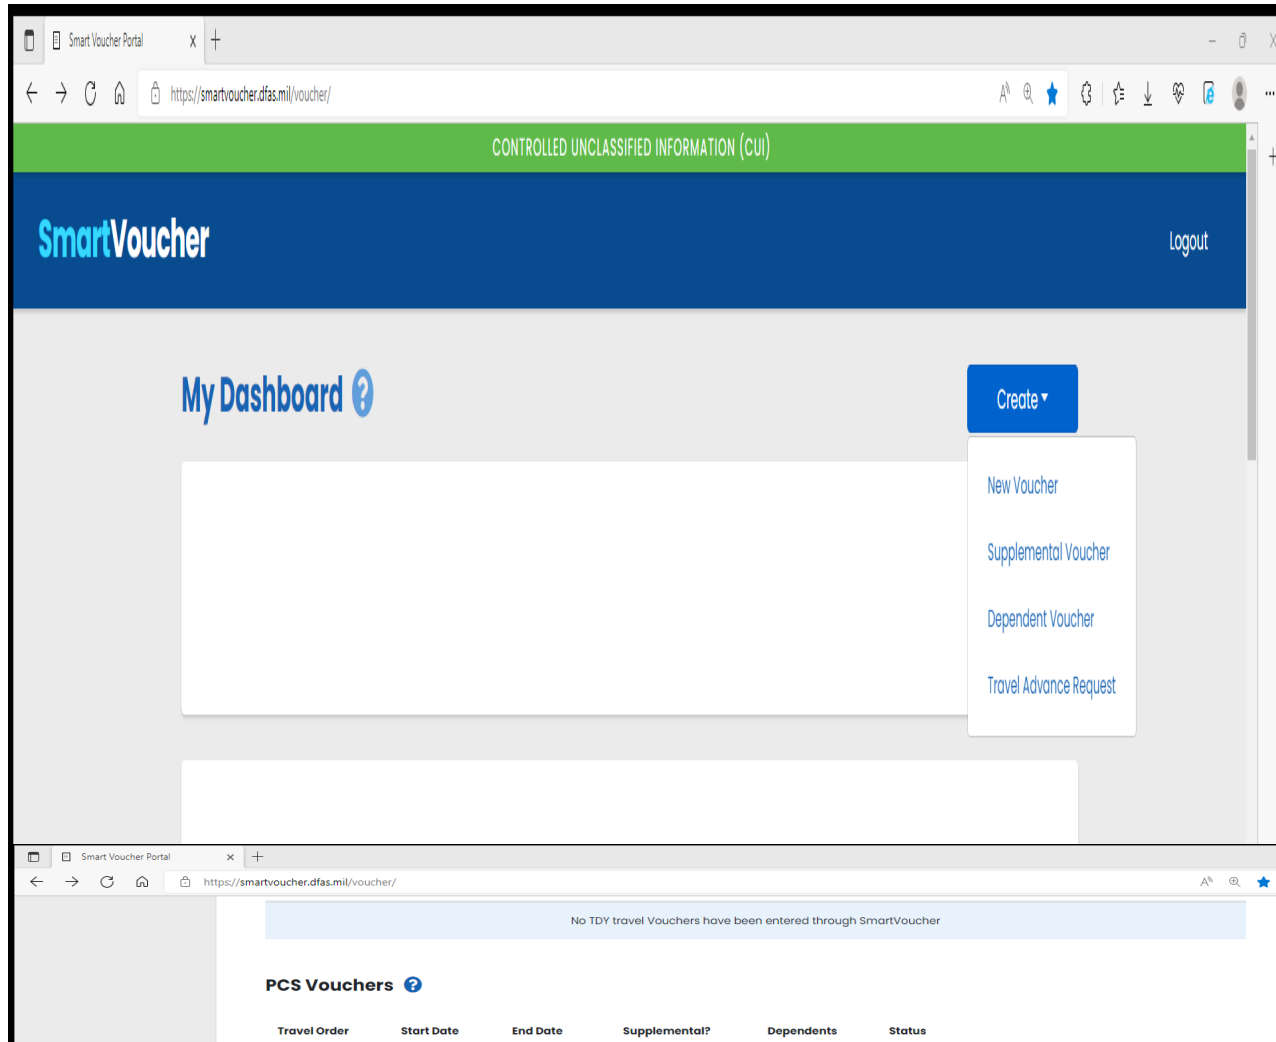 Smart Voucher Portal
https://smartvoucher.dfas.mil/voucher/
CONTROLLED UNCLASSIFIED INFORMATION (CUI)
SmartVoucher
Logout
My Dashboard ?
Create
New Voucher
Supplemental Voucher
Dependent Voucher
Travel Advance Request
Smart Voucher Portal
https://smartvoucher.dfas.mil/voucher/
No TDY travel Vouchers have been entered through SmartVoucher
PCS Vouchers ?
Travel Order Start Date End Date Supplemental? Dependents Status